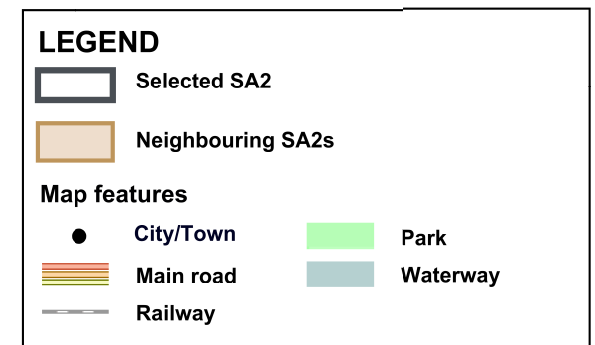 LEGEND
Selected SA2
Neighbouring SA2s
Map features
City/Town
Park
Main road
Waterway
Railway